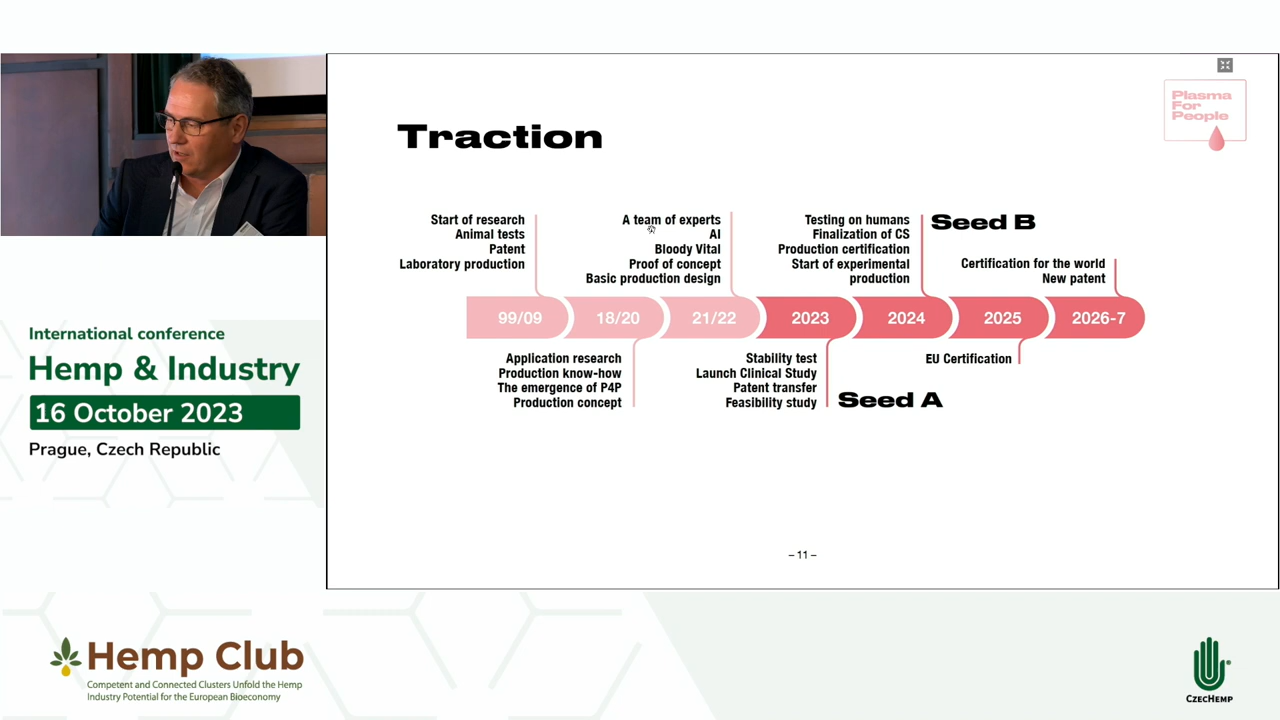 International conference
Hemp & Industry
16 October 2023
Prague, Czech Republic
Plasma
For
People
Traction
Start of research
Animal tests
Patent
Laboratory production
A team of experts
AI
Bloody Vital
Proof of concept
Basic production design
Testing on humans
Finalization of CS
Production certification
Start of experimental
production
Seed B
Certification for the world
New patent
99/09
18/20
21/22
2023
2024
2025
2026-7
Application research
Production know-how
The emergence of P4P
Production concept
Stability test
Launch Clinical Study
Patent transfer
Feasibility study
Seed A
EU Certification
– 11 –
Hemp Club
Competent and Connected Clusters Unfold the Hemp
Industry Potential for the European Bioeconomy
CZECHEMP